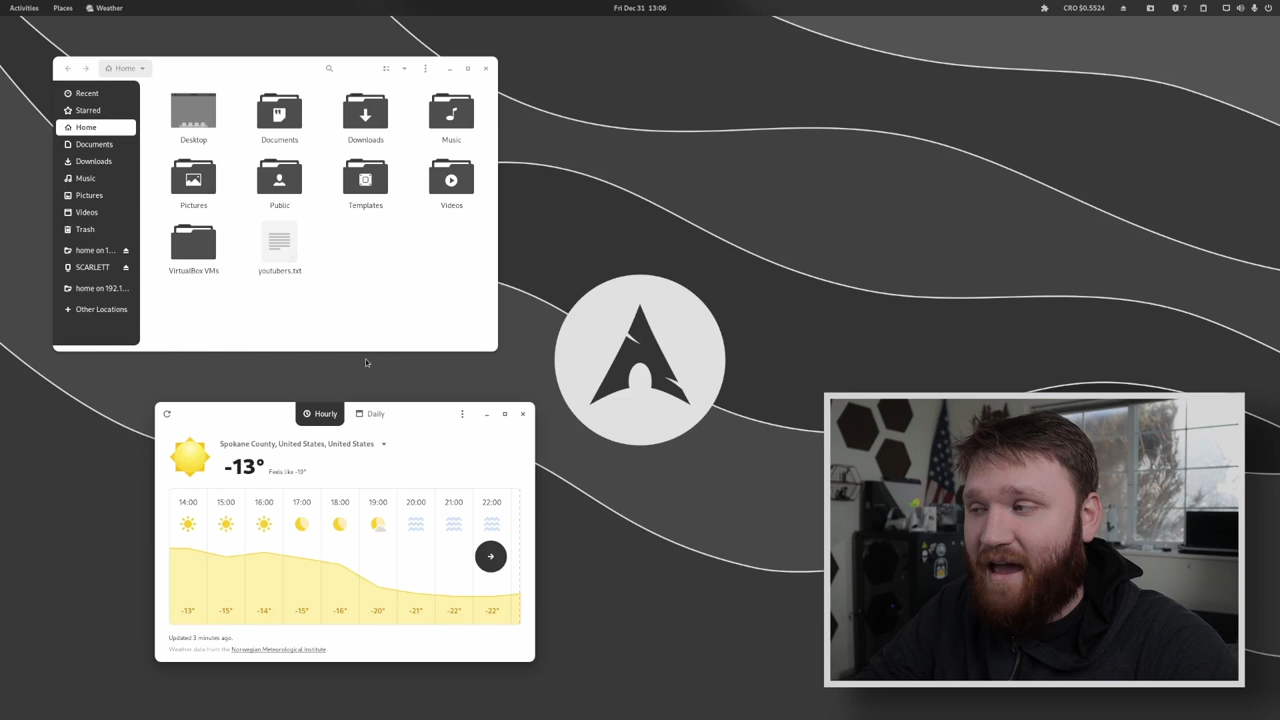 Activities Places Weather Fri Dec 31 13:06 CRO $0.5524 7
Home
Recent
Starred
Home
Documents
Downloads
Music
Pictures
Videos
Trash
home on 1...
SCARLETT
home on 192.1...
Other Locations
Desktop Documents Downloads Music
Pictures Public Templates Videos
VirtualBox VMs youtubers.txt
Hourly Daily
Spokane County, United States, United States
-13° Feels like -19°
14:00 15:00 16:00 17:00 18:00 19:00 20:00 21:00 22:00
-13° -15° -14° -15° -16° -20° -21° -22° -22°
Updated 3 minutes ago.
Weather data from the Norwegian Meteorological Institute